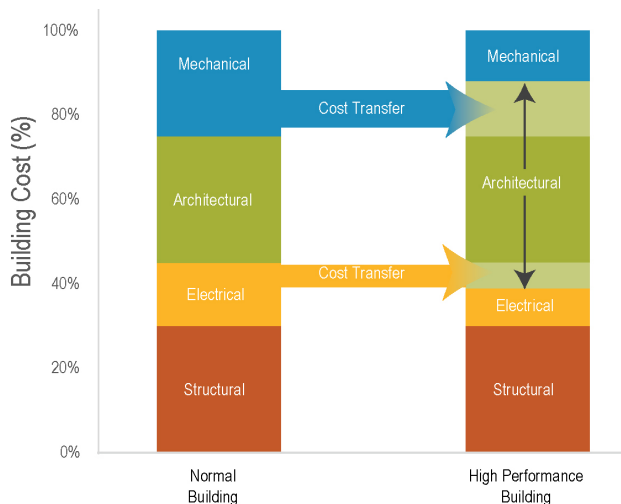 Building Cost (%)
100%
80%
60%
40%
20%
0%
Mechanical
Architectural
Electrical
Structural
Cost Transfer
Cost Transfer
Mechanical
Architectural
Electrical
Structural
Normal
Building
High Performance
Building